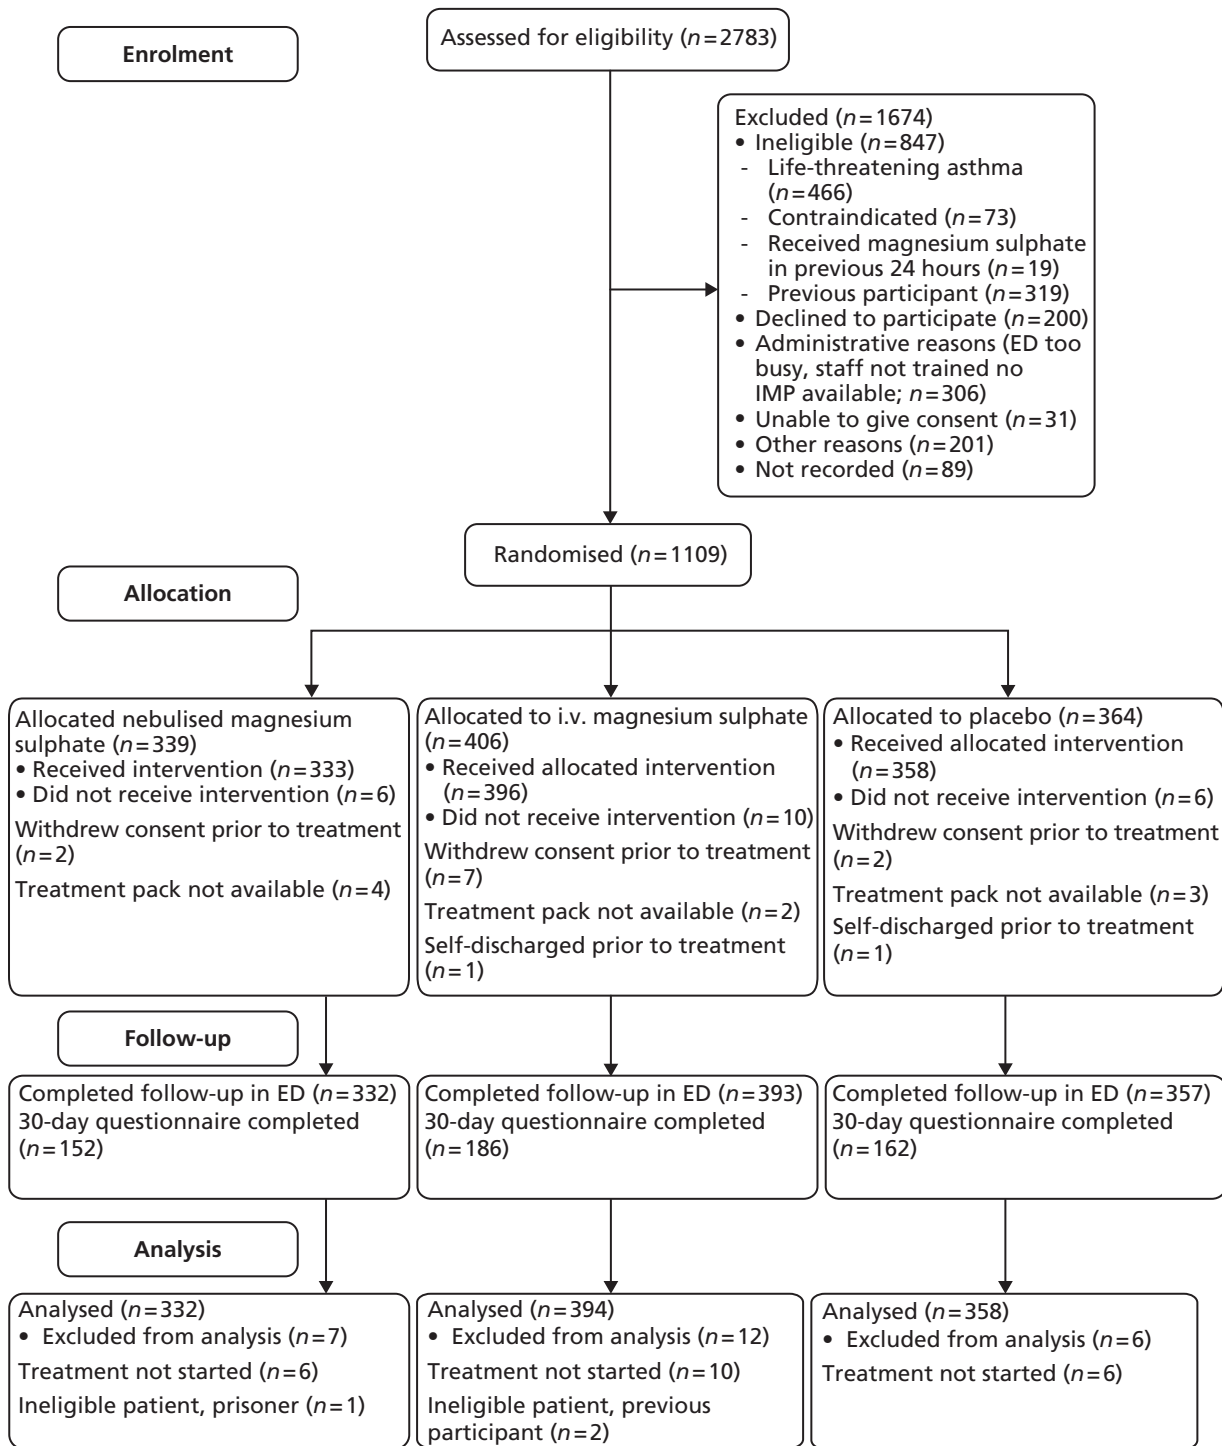 Enrolment
Assessed for eligibility (n=2783)
Excluded (n=1674)
• Ineligible (n=847)
- Life-threatening asthma
(n=466)
- Contraindicated (n=73)
- Received magnesium sulphate
in previous 24 hours (n=19)
- Previous participant (n=319)
• Declined to participate (n=200)
• Administrative reasons (ED too
busy, staff not trained no
IMP available; n=306)
• Unable to give consent (n=31)
• Other reasons (n=201)
• Not recorded (n=89)
Randomised (n=1109)
Allocation
Allocated nebulised magnesium
sulphate (n=339)
• Received intervention (n=333)
• Did not receive intervention (n=6)
Withdrew consent prior to treatment
(n=2)
Treatment pack not available (n=4)
Allocated to i.v. magnesium sulphate
(n=406)
• Received allocated intervention
(n=396)
• Did not receive intervention (n=10)
Withdrew consent prior to treatment
(n=7)
Treatment pack not available (n=2)
Self-discharged prior to treatment
(n=1)
Allocated to placebo (n=364)
• Received allocated intervention
(n=358)
• Did not receive intervention (n=6)
Withdrew consent prior to treatment
(n=2)
Treatment pack not available (n=3)
Self-discharged prior to treatment
(n=1)
Follow-up
Completed follow-up in ED (n=332)
30-day questionnaire completed
(n=152)
Completed follow-up in ED (n=393)
30-day questionnaire completed
(n=186)
Completed follow-up in ED (n=357)
30-day questionnaire completed
(n=162)
Analysis
Analysed (n=332)
• Excluded from analysis (n=7)
Treatment not started (n=6)
Ineligible patient, prisoner (n=1)
Analysed (n=394)
• Excluded from analysis (n=12)
Treatment not started (n=10)
Ineligible patient, previous
participant (n=2)
Analysed (n=358)
• Excluded from analysis (n=6)
Treatment not started (n=6)